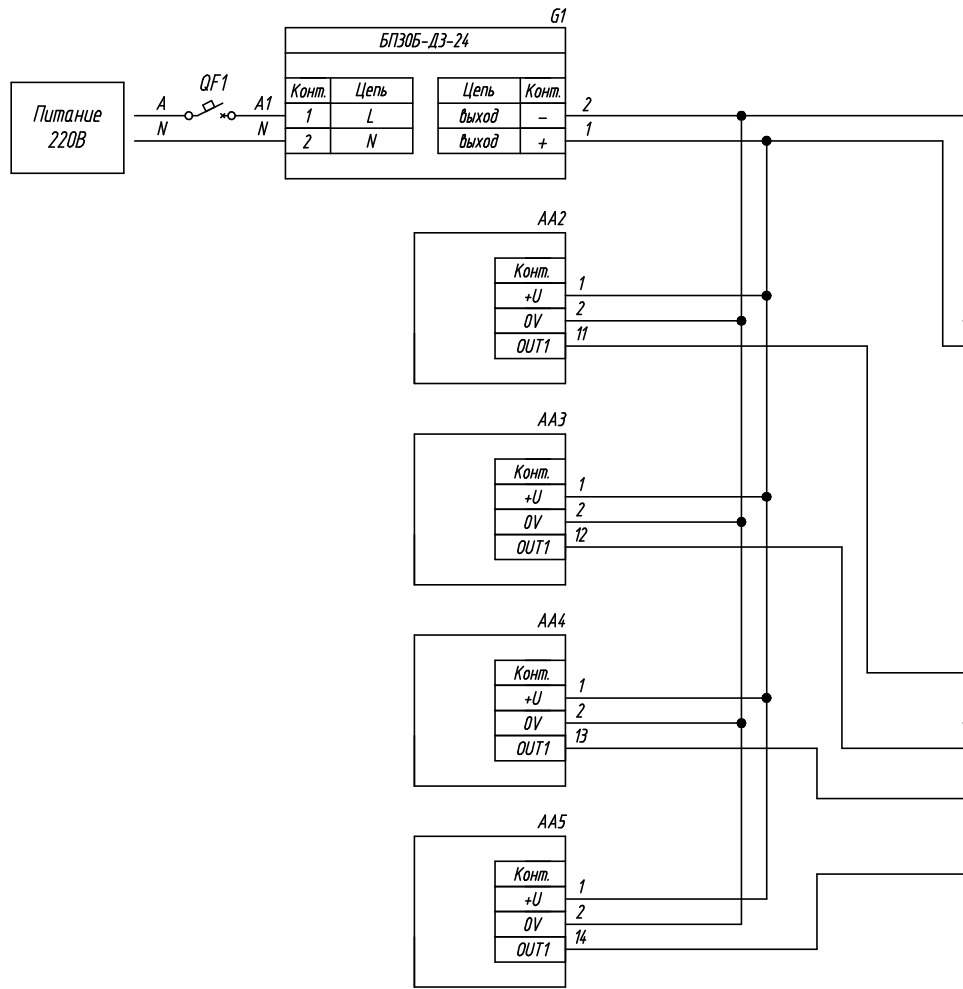 G1
БП30Б-Д3-24
QF1
Питание
220В
A
A1
N
N
Конт. Цепь
1 L
2 N
Цепь Конт.
выход –
выход +
2
1
AA2
Конт.
+U
0V
OUT1
1
2
11
AA3
Конт.
+U
0V
OUT1
1
2
12
AA4
Конт.
+U
0V
OUT1
1
2
13
AA5
Конт.
+U
0V
OUT1
1
2
14